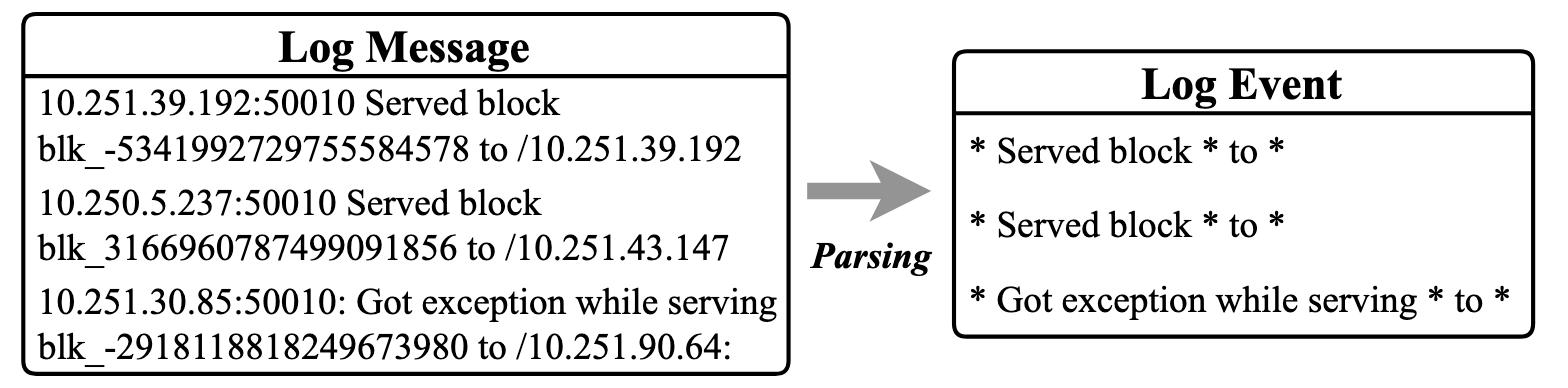 Log Message
10.251.39.192:50010 Served block
blk_-5341992729755584578 to /10.251.39.192
10.250.5.237:50010 Served block
blk_3166960787499091856 to /10.251.43.147
10.251.30.85:50010: Got exception while serving
blk_-2918118818249673980 to /10.251.90.64:
Parsing
Log Event
* Served block * to *
* Served block * to *
* Got exception while serving * to *